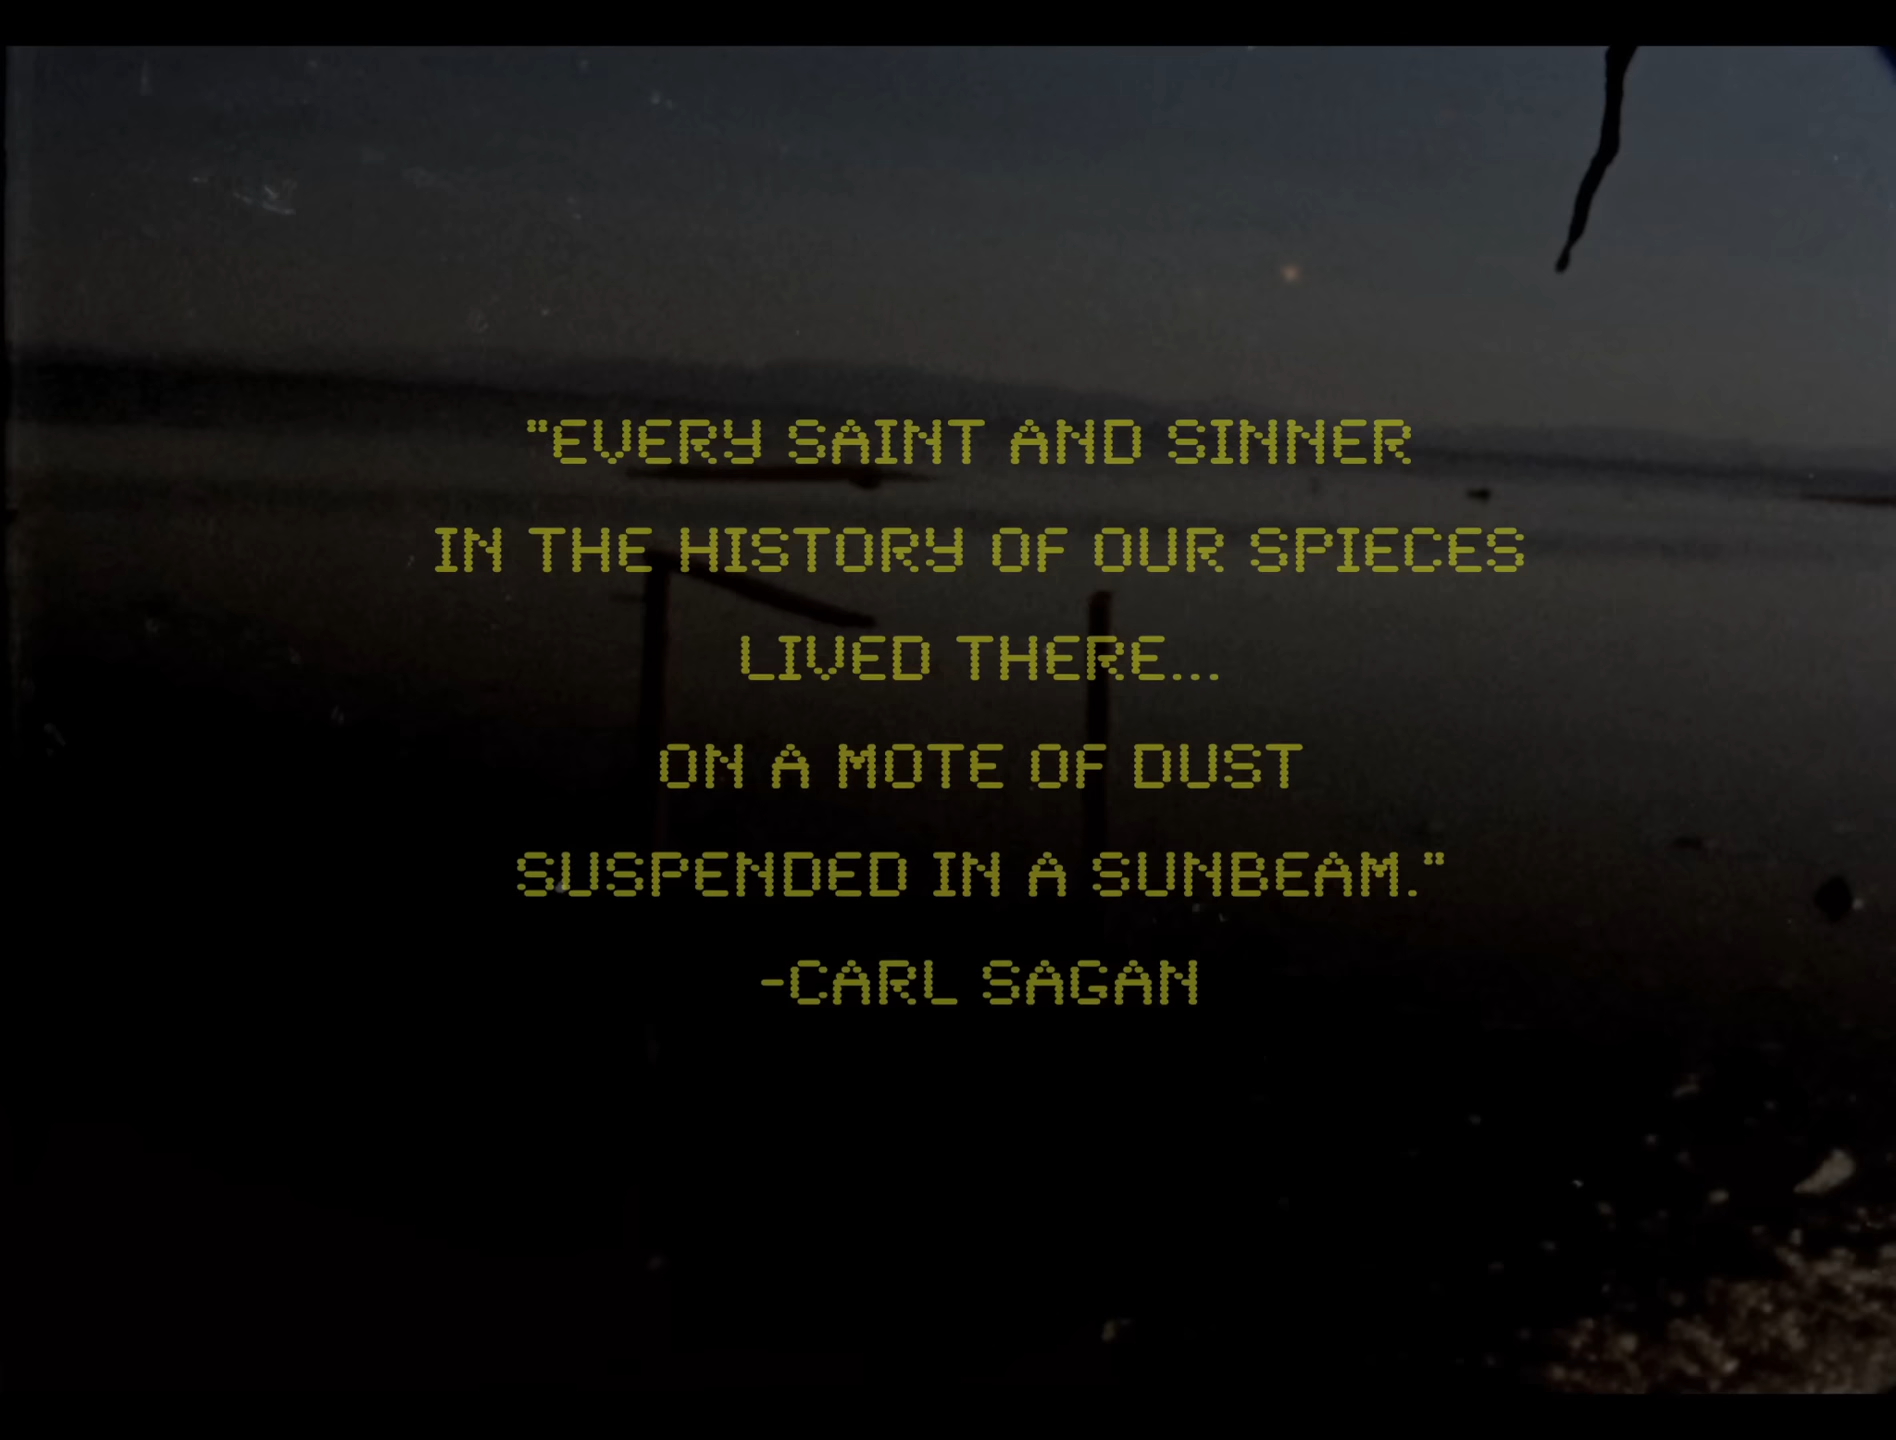 "EVERY SAINT AND SINNER
IN THE HISTORY OF OUR SPIECES
LIVED THERE...
ON A MOTE OF DUST
SUSPENDED IN A SUNBEAM."
-CARL SAGAN